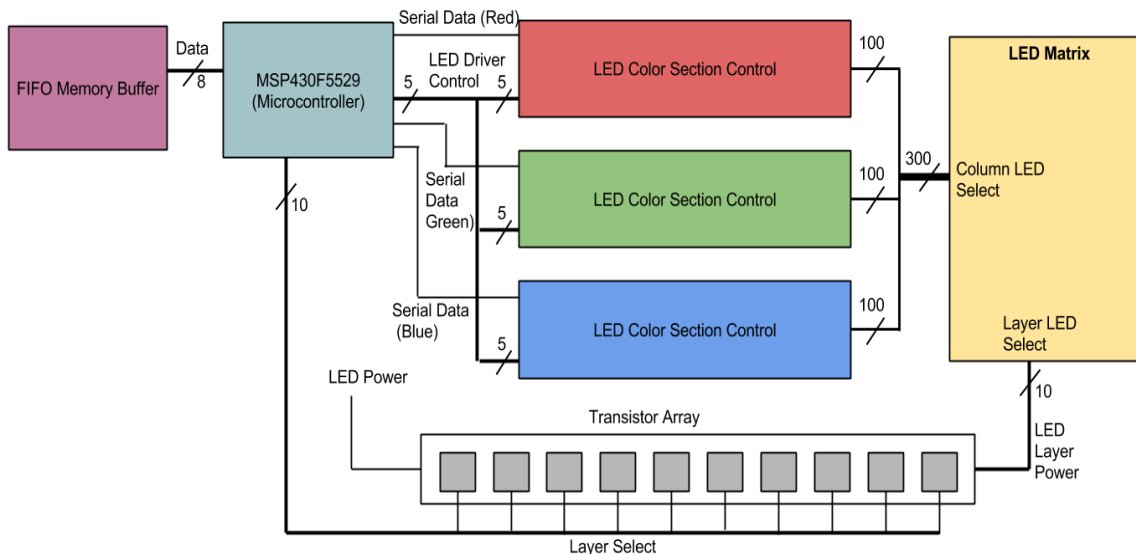 Serial Data (Red)
Data
8
FIFO Memory Buffer
MSP430F5529
(Microcontroller)
LED Driver
Control
5
5
LED Color Section Control
100
LED Matrix
10
Serial
Data
Green)
5
LED Color Section Control
100
300
Column LED
Select
Serial Data
(Blue)
5
LED Color Section Control
100
Layer LED
Select
10
LED Power
Transistor Array
LED
Layer
Power
Layer Select